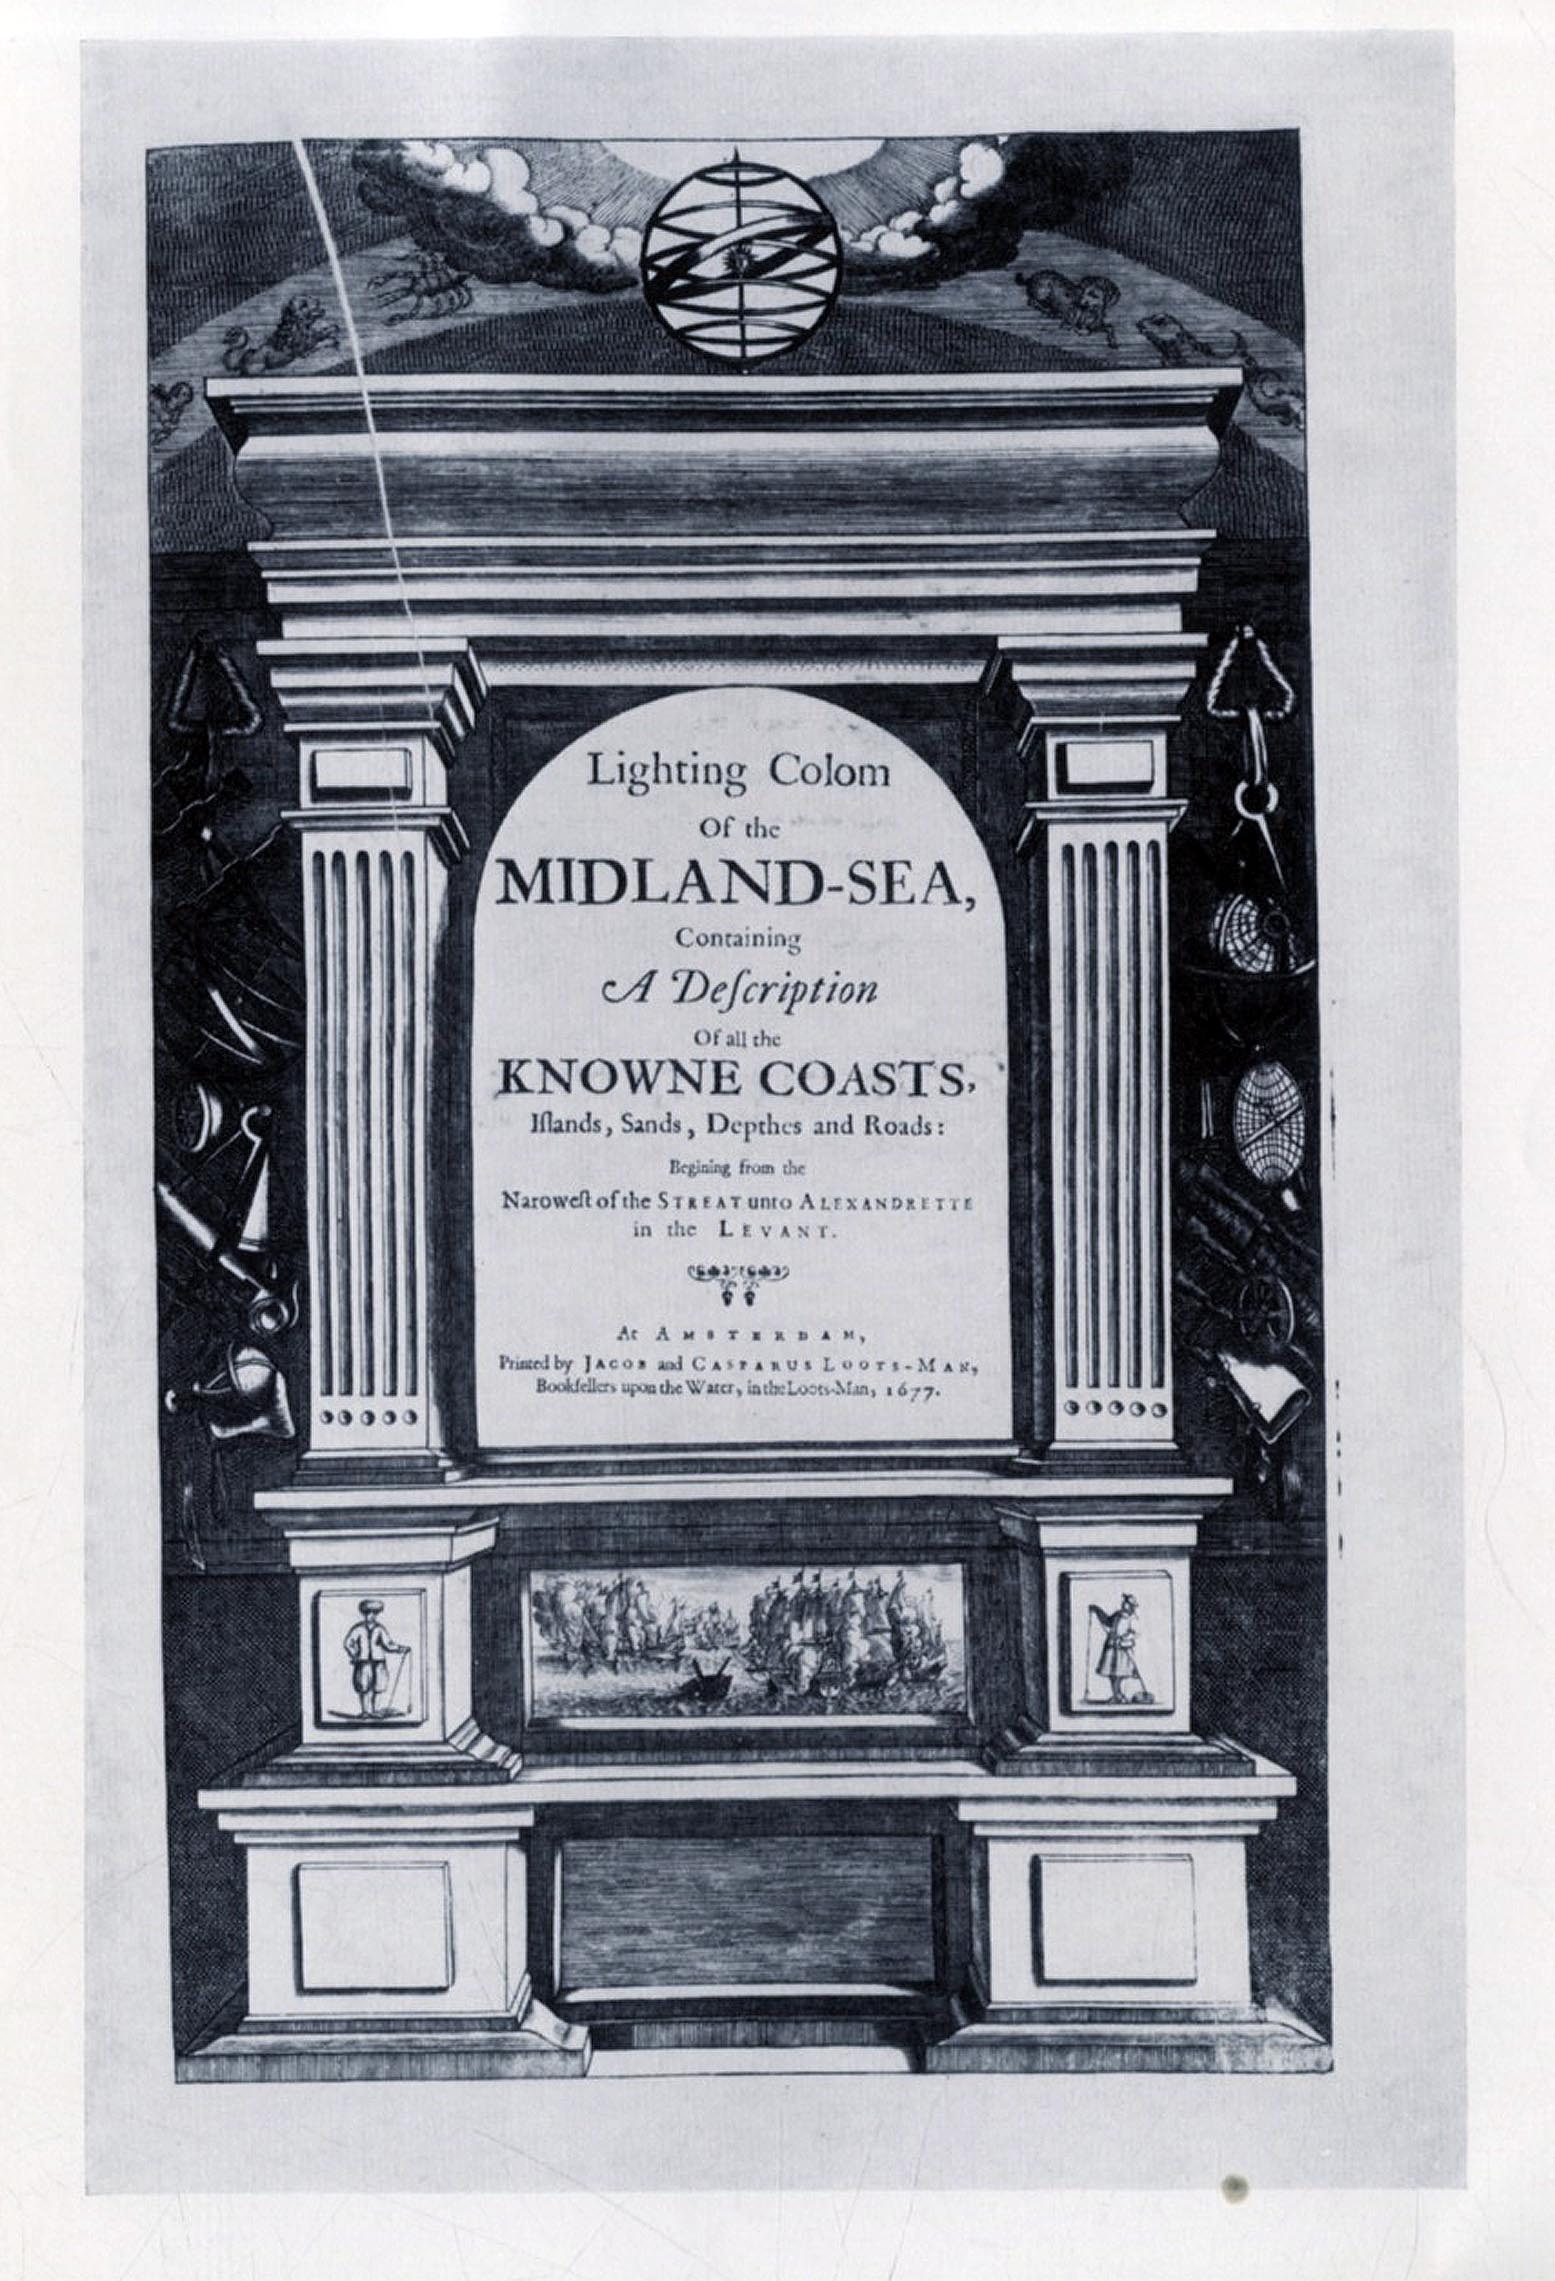 Lighting Colom
Of the
MIDLAND-SEA,
Containing
A Deſcription
Of all the
KNOWNE COASTS,
Iſlands, Sands, Depthes and Roads:
Begining from the
Naroweſt of the STREAT unto ALEXANDRETTE
in the LEVANT.
At AMSTERDAM,
Printed by JACOB and CASPARUS LOOTS-MAN,
Bookſellers upon the Water, in the Loots-Man, 1677.